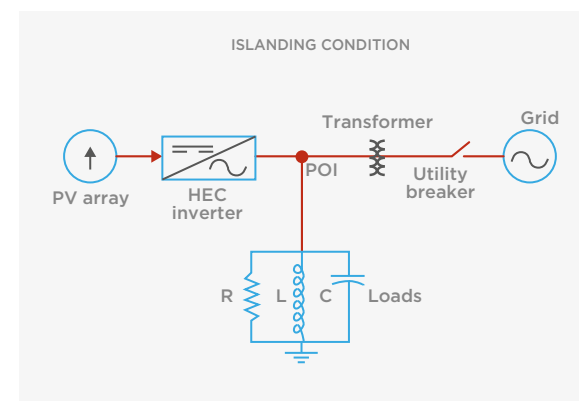 ISLANDING CONDITION
Transformer
Grid
POI
PV array
HEC
inverter
Utility
breaker
R
L
C
Loads